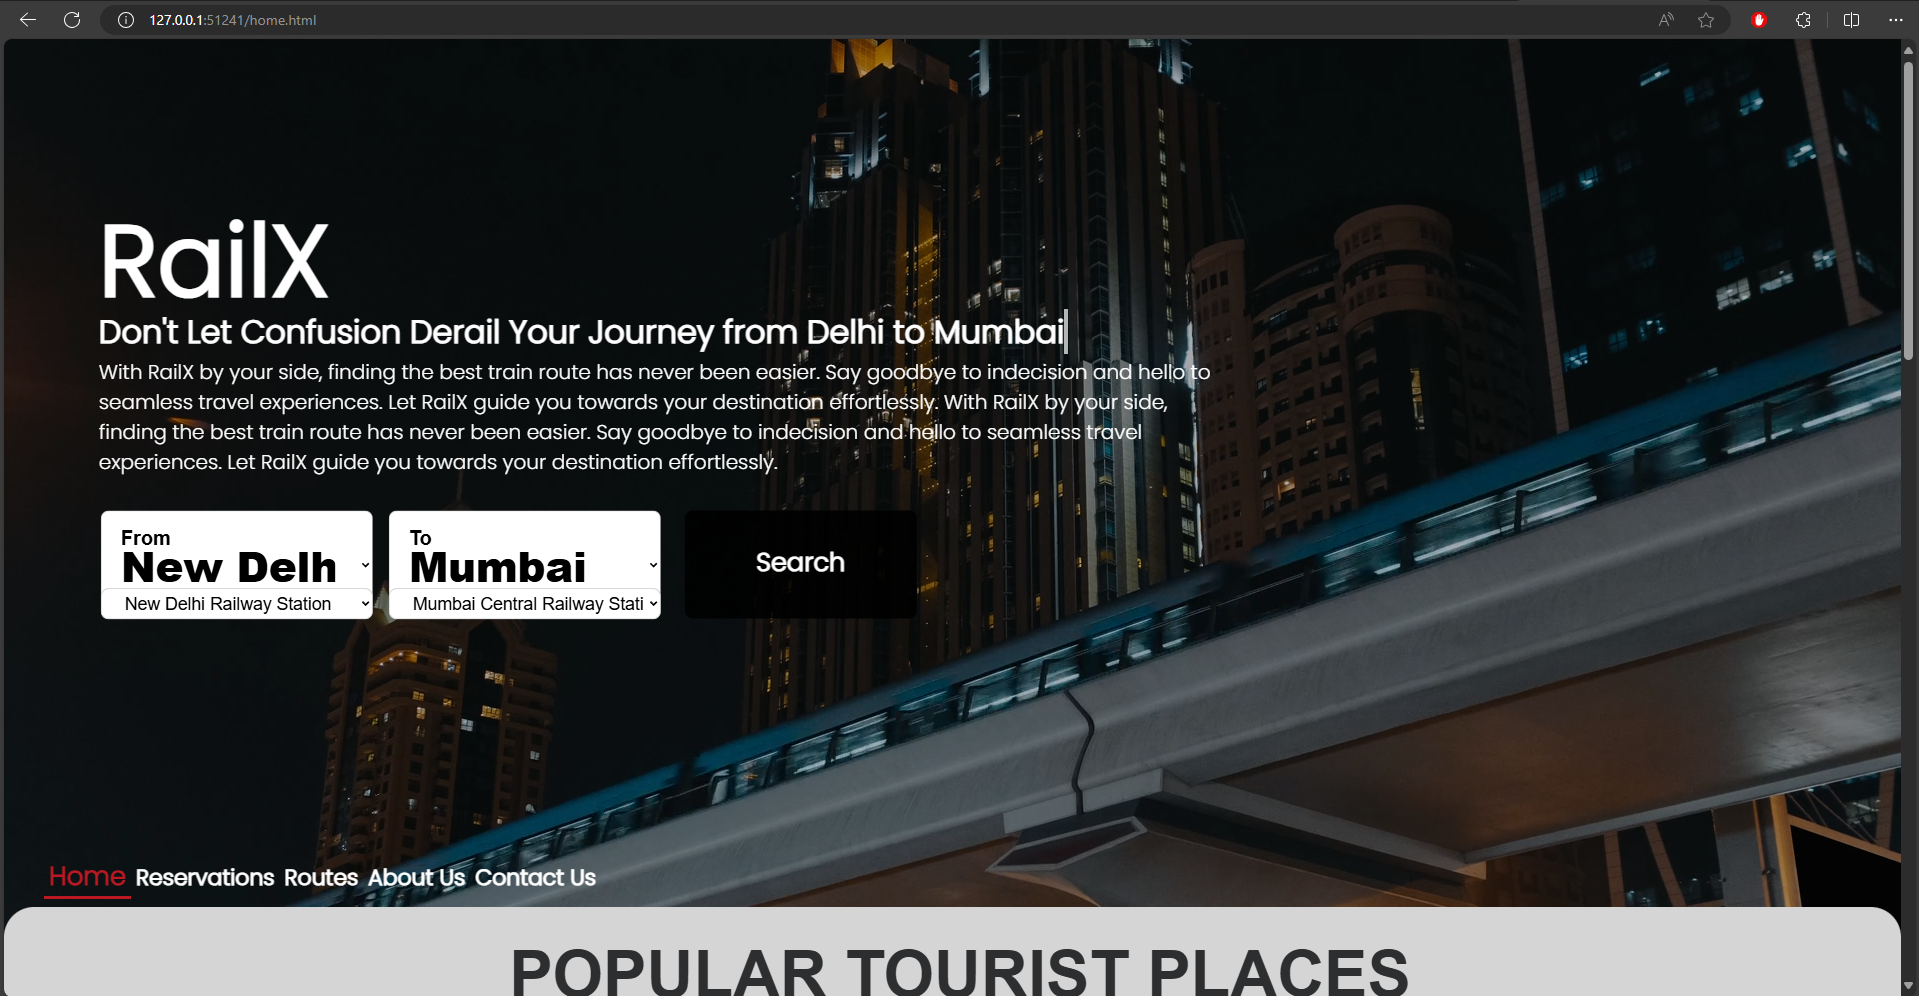 127.0.0.1:51241/home.html
RailX
Don't Let Confusion Derail Your Journey from Delhi to Mumbai
With RailX by your side, finding the best train route has never been easier. Say goodbye to indecision and hello to
seamless travel experiences. Let RailX guide you towards your destination effortlessly. With RailX by your side,
finding the best train route has never been easier. Say goodbye to indecision and hello to seamless travel
experiences. Let RailX guide you towards your destination effortlessly.
From
New Delh
New Delhi Railway Station
To
Mumbai
Mumbai Central Railway Stati
Search
Home Reservations Routes About Us Contact Us
POPULAR TOURIST PLACES